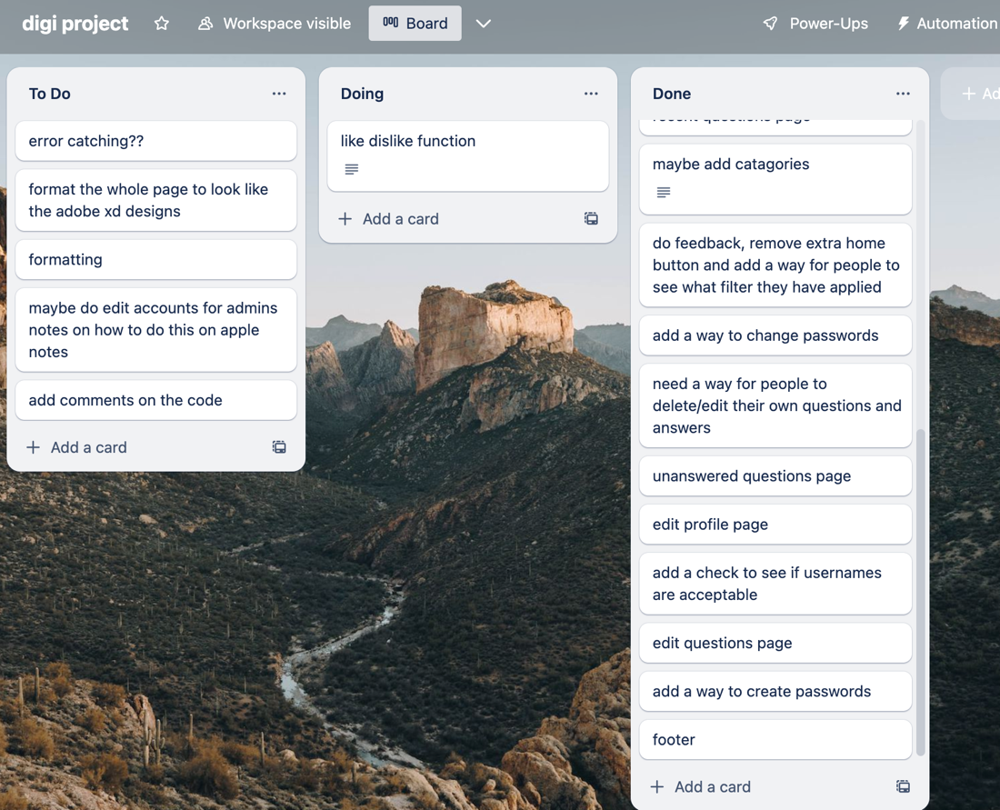 digi project
Workspace visible
Board
Power-Ups
Automation
To Do
error catching??
format the whole page to look like
the adobe xd designs
formatting
maybe do edit accounts for admins
notes on how to do this on apple
notes
add comments on the code
+ Add a card
Doing
like dislike function
+ Add a card
Done
recent questions page
maybe add catagories
do feedback, remove extra home
button and add a way for people to
see what filter they have applied
add a way to change passwords
need a way for people to
delete/edit their own questions and
answers
unanswered questions page
edit profile page
add a check to see if usernames
are acceptable
edit questions page
add a way to create passwords
footer
+ Add a card
+ Ad